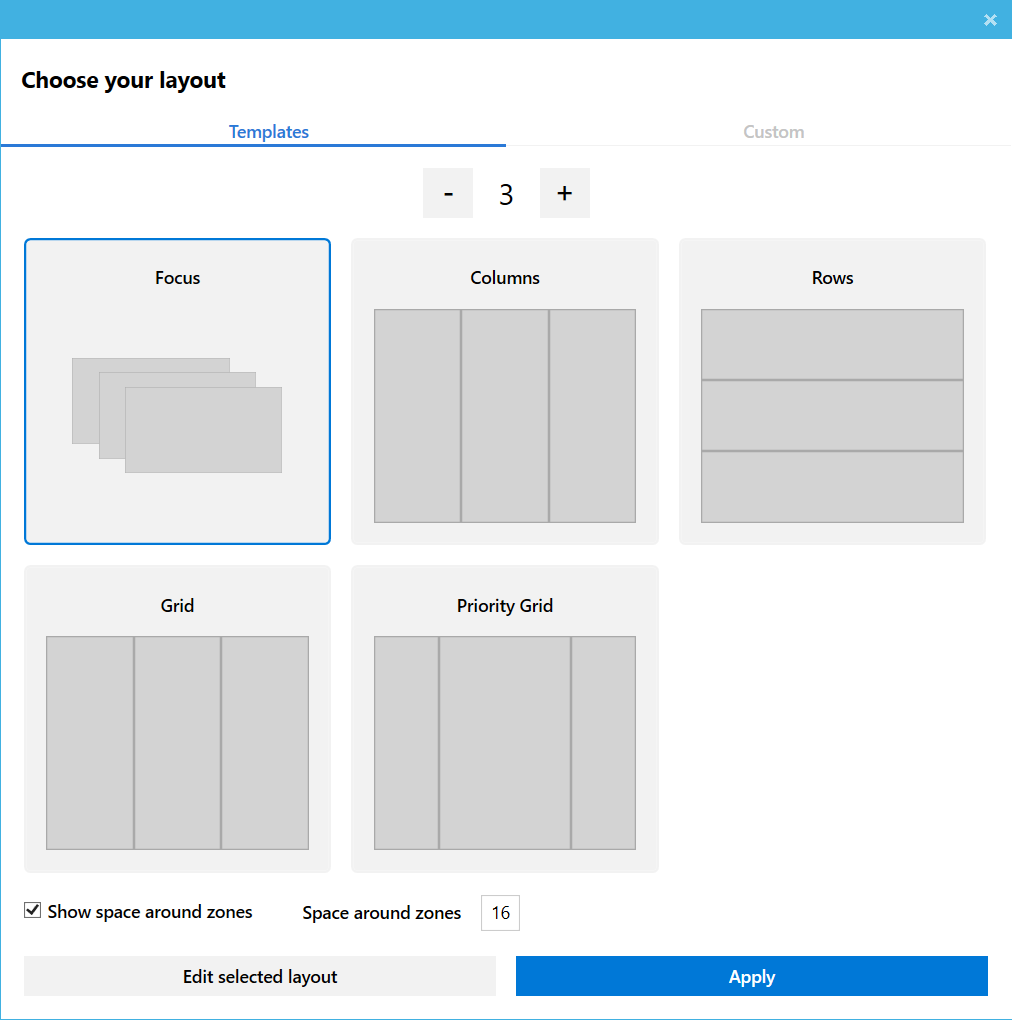 Choose your layout
Templates Custom
- 3 +
Focus Columns Rows
Grid Priority Grid
Show space around zones Space around zones 16
Edit selected layout Apply